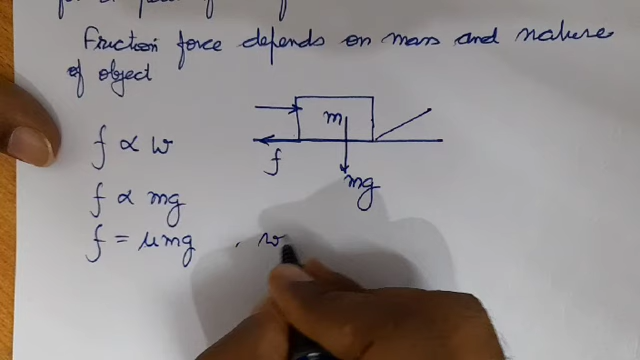 Friction force depends on mass and nature
of object
m
f ∝ w
f
f ∝ mg
mg
f = μmg , w